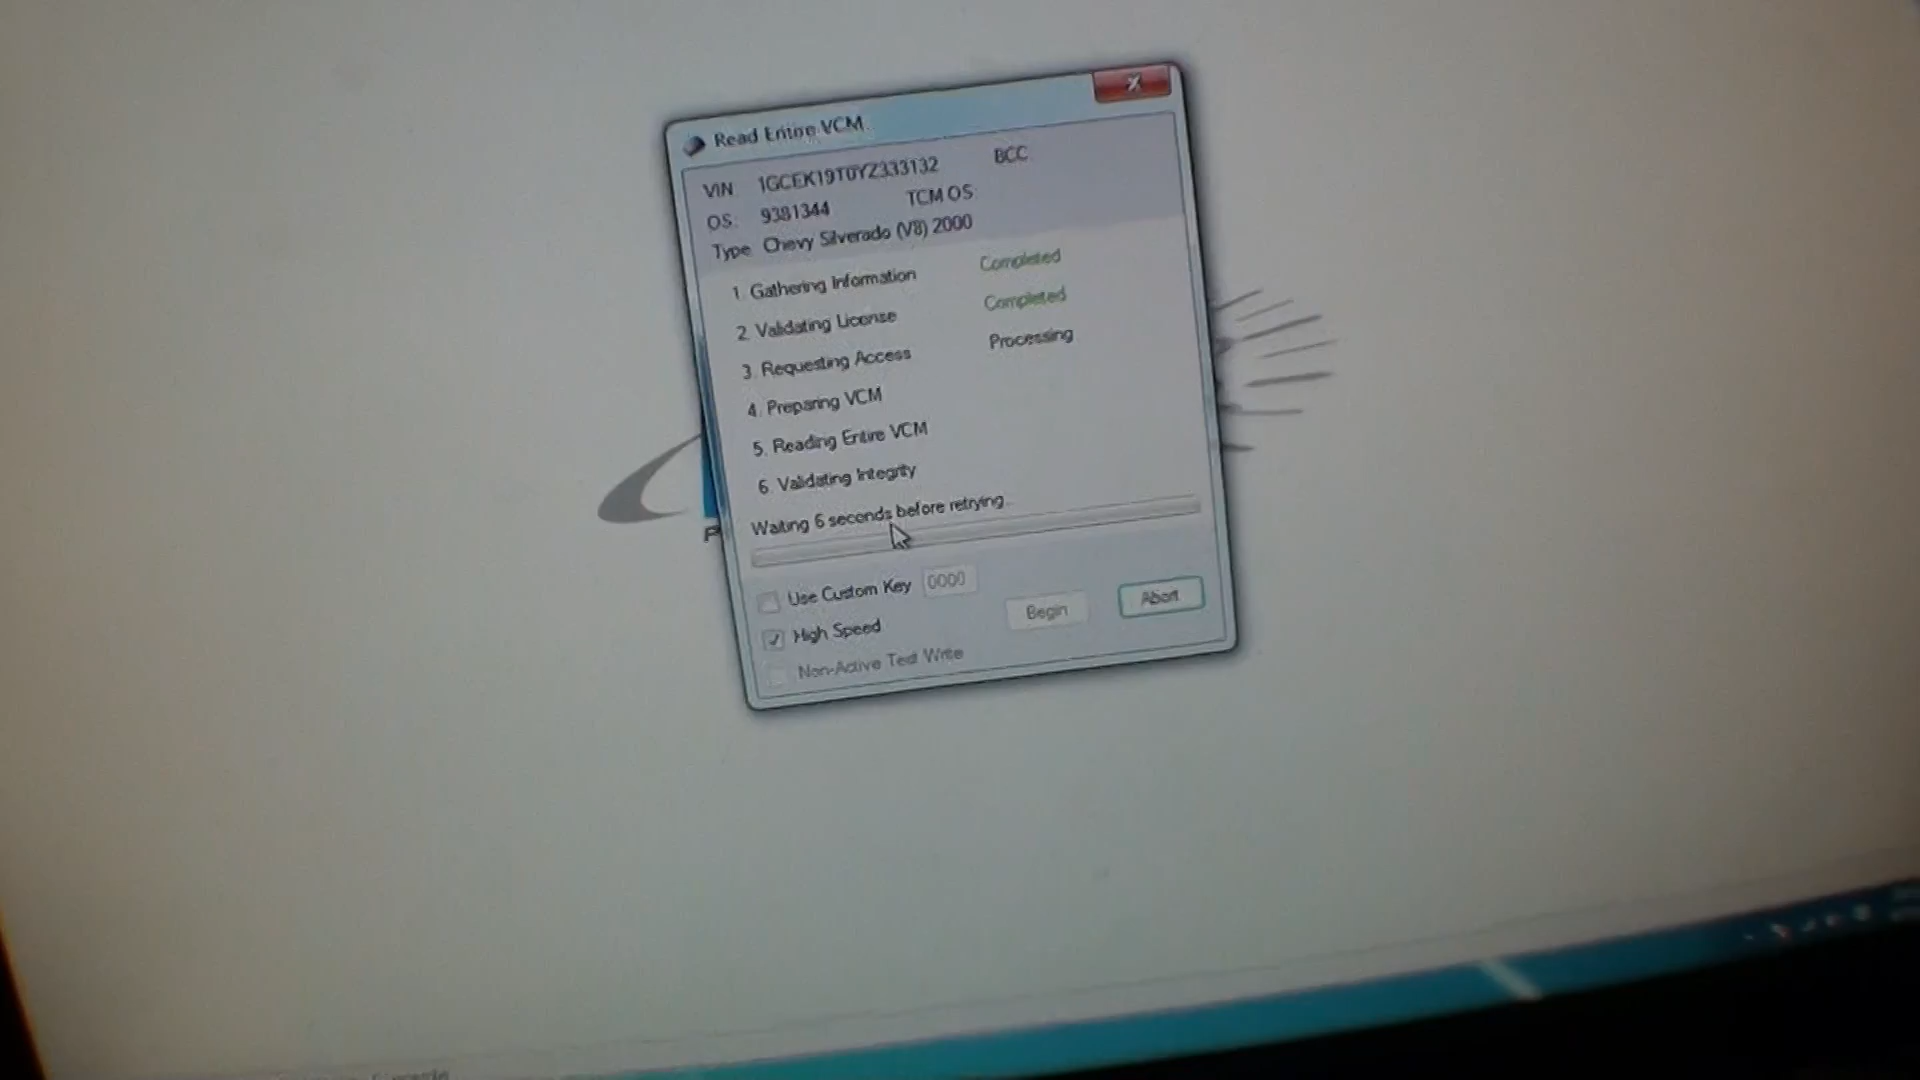 Read Entire VCM
VIN 1GCEK19T0YZ333132 BCC
OS: 9381344 TCM OS
Type Chevy Silverado (V8) 2000
1. Gathering Information Completed
2. Validating License Completed
3. Requesting Access Processing
4. Preparing VCM
5. Reading Entire VCM
6. Validating Integrity
Waiting 6 seconds before retrying..
Use Custom Key 0000
High Speed
Begin Abort
Non-Active Test Write